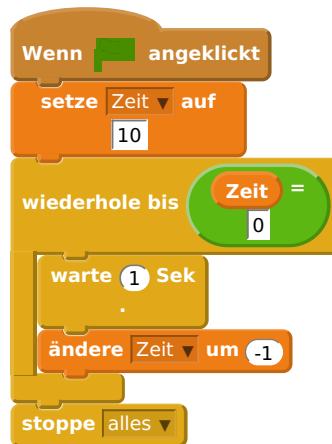 Wenn angeklickt
setze Zeit auf
10
wiederhole bis Zeit =
0
warte 1 Sek
.
ändere Zeit um -1
stoppe alles